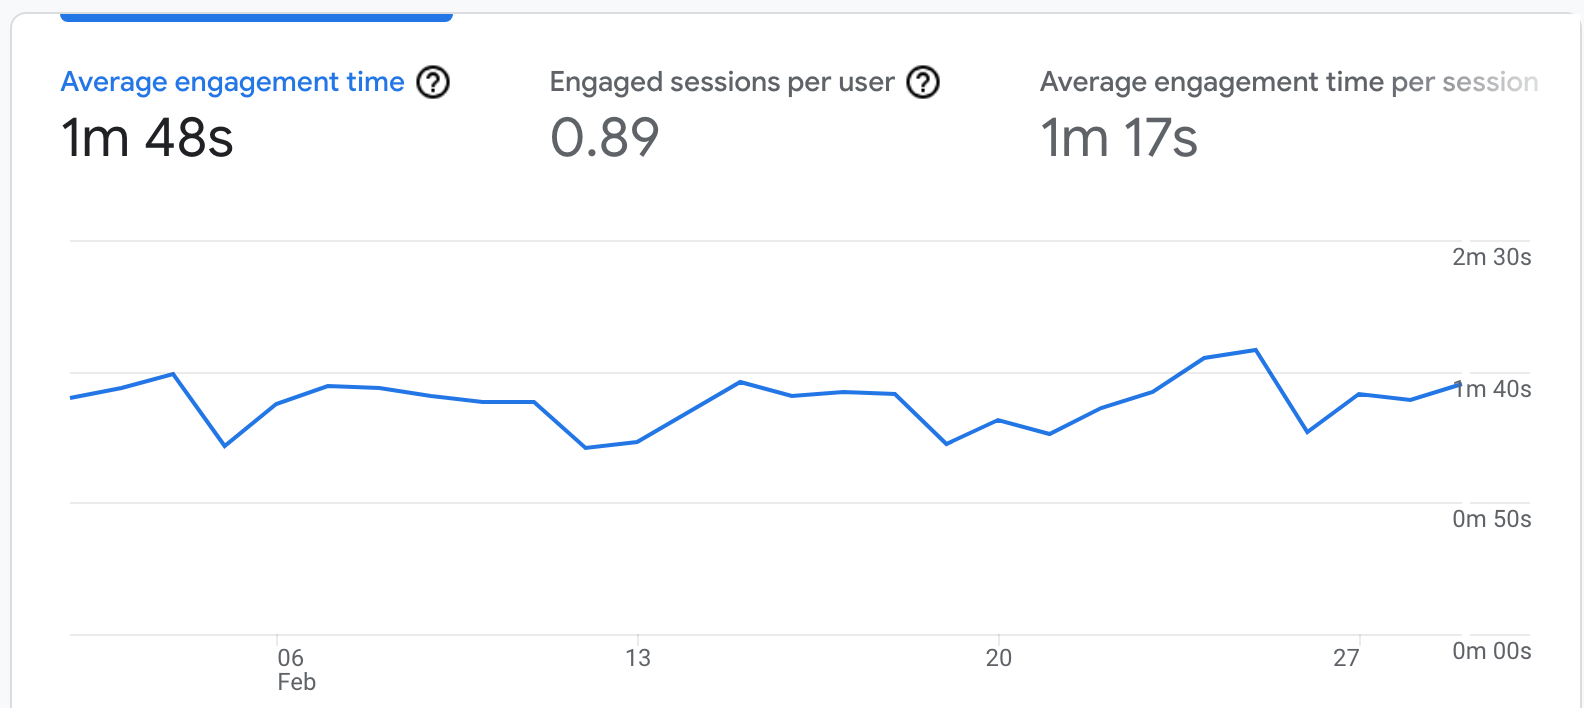 Average engagement time
Engaged sessions per user
Average engagement time per session
1m 48s
0.89
1m 17s
2m 30s
1m 40s
0m 50s
0m 00s
06
13
20
27
Feb